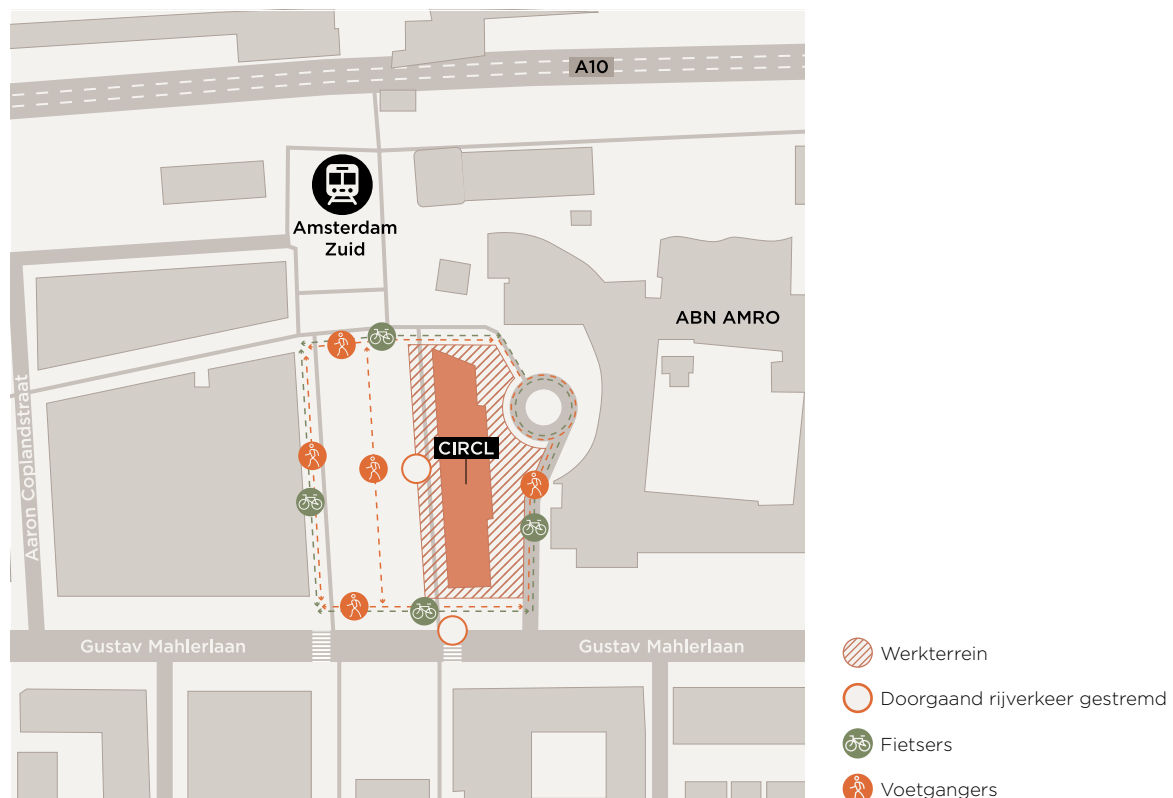 A10
Amsterdam
Zuid
ABN AMRO
Aaron Coplandstraat
CIRCL
Gustav Mahlerlaan
Gustav Mahlerlaan
Werkterrein
Doorgaand rijverkeer gestremd
Fietsers
Voetgangers